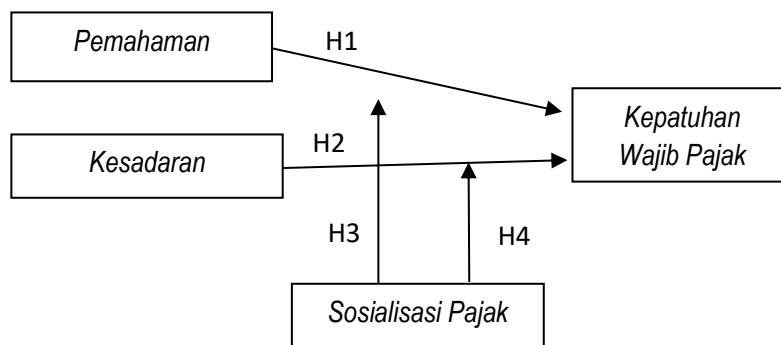 Pemahaman
H1
Kepatuhan
Wajib Pajak
Kesadaran
H2
H3
H4
Sosialisasi Pajak